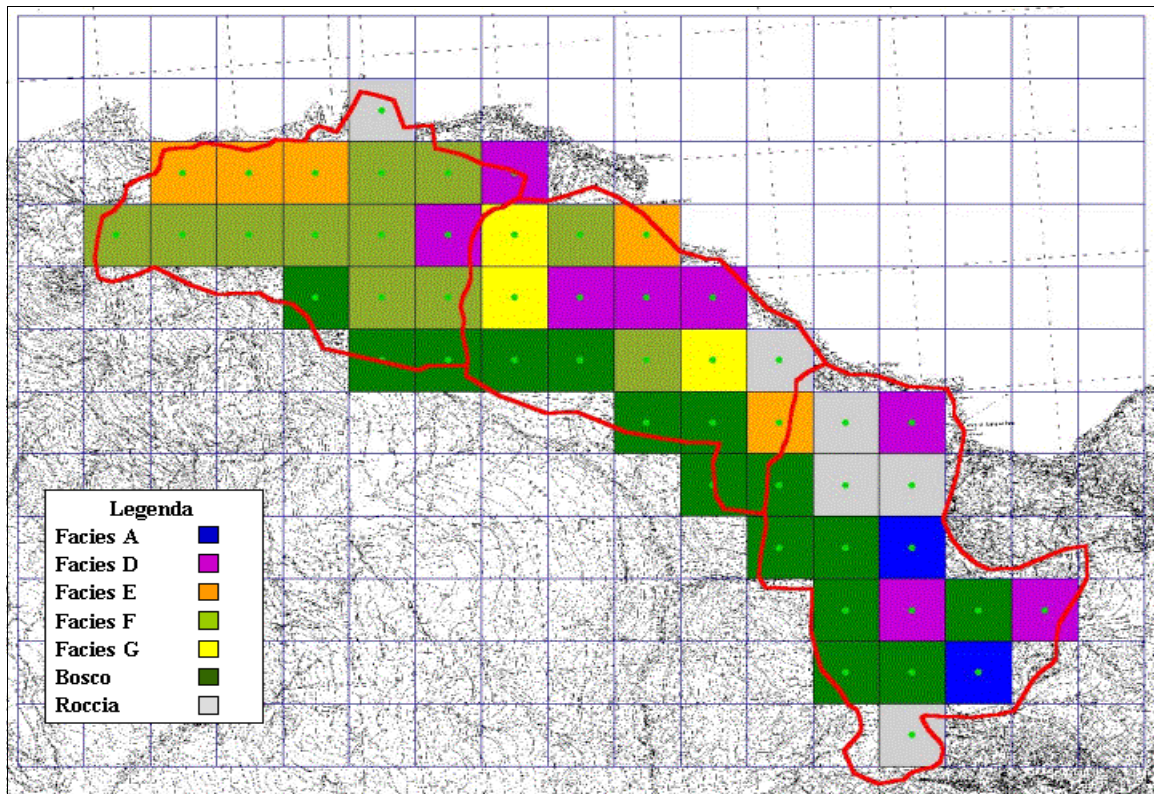 Legenda
Facies A
Facies D
Facies E
Facies F
Facies G
Bosco
Roccia